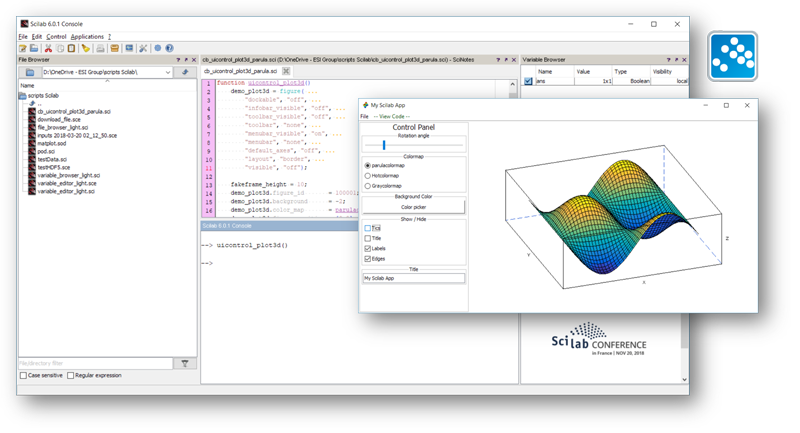 Scilab 6.0.1 Console
File Edit Control Applications ?
File Browser
D:\OneDrive - ESI Group\scripts Scilab\
Name
scripts Scilab
..
cb_uicontrol_plot3d_parula.sci
download_file.sce
file_browser_light.sci
inputs 2018-03-20 02_12_50.sce
matplot.sod
pod.sci
testData.sci
testHDF5.sce
variable_browser_light.sci
variable_editor_light.sce
variable_editor_light.sci
File/directory filter
Case sensitive
Regular expression
cb_uicontrol_plot3d_parula.sci (D:\OneDrive - ESI Group\scripts Scilab\cb_uicontrol_plot3d_parula.sci) - SciNotes
cb_uicontrol_plot3d_parula.sci
1 function uicontrol_plot3d()
2 demo_plot3d = figure( ...
3 "dockable", "off", ...
4 "infobar_visible", "off", ...
5 "toolbar_visible", "off", ...
6 "toolbar", "none", ...
7 "menubar_visible", "on", ...
8 "menubar", "none", ...
9 "default_axes", "off", ...
10 "layout", "border", ...
11 "visible", "off");
12
13 fakeframe_height = 10;
14 demo_plot3d.figure_id = 100001;
15 demo_plot3d.background = -2;
16 demo_plot3d.color_map = parulac
Scilab 6.0.1 Console
--> uicontrol_plot3d()
-->
Variable Browser
Name Value Type Visibility
ans 1x1 Boolean local
My Scilab App
File -- View Code --
Control Panel
Rotation angle
Colormap
parulacolormap
Hotcolormap
Graycolormap
Background Color
Color picker
Show / Hide
Tics
Title
Labels
Edges
Title
My Scilab App
Z
Y
X
Scilab CONFERENCE
in France | NOV 20, 2018